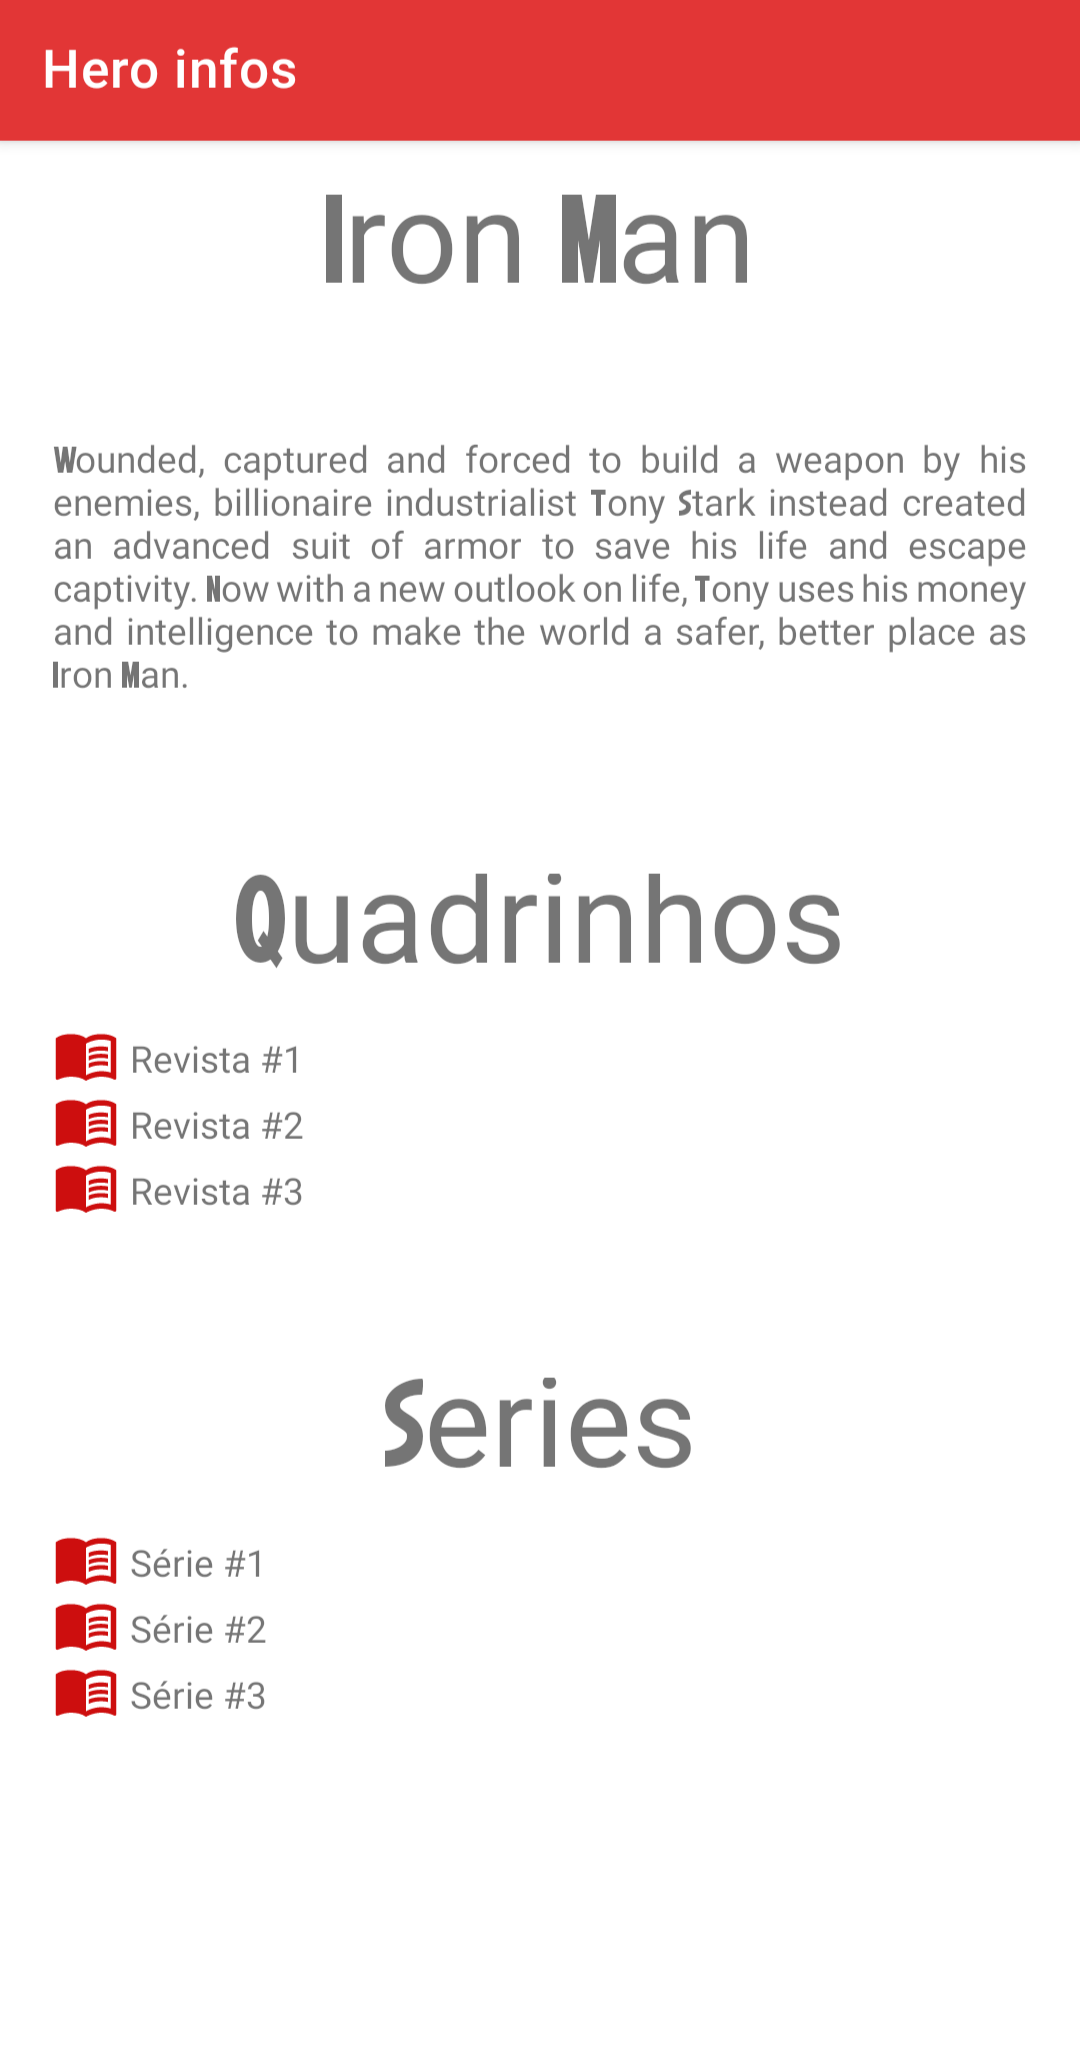 Hero infos
Iron Man
Wounded, captured and forced to build a weapon by his
enemies, billionaire industrialist Tony Stark instead created
an advanced suit of armor to save his life and escape
captivity. Now with a new outlook on life, Tony uses his money
and intelligence to make the world a safer, better place as
Iron Man.
Quadrinhos
Revista #1
Revista #2
Revista #3
Series
Série #1
Série #2
Série #3